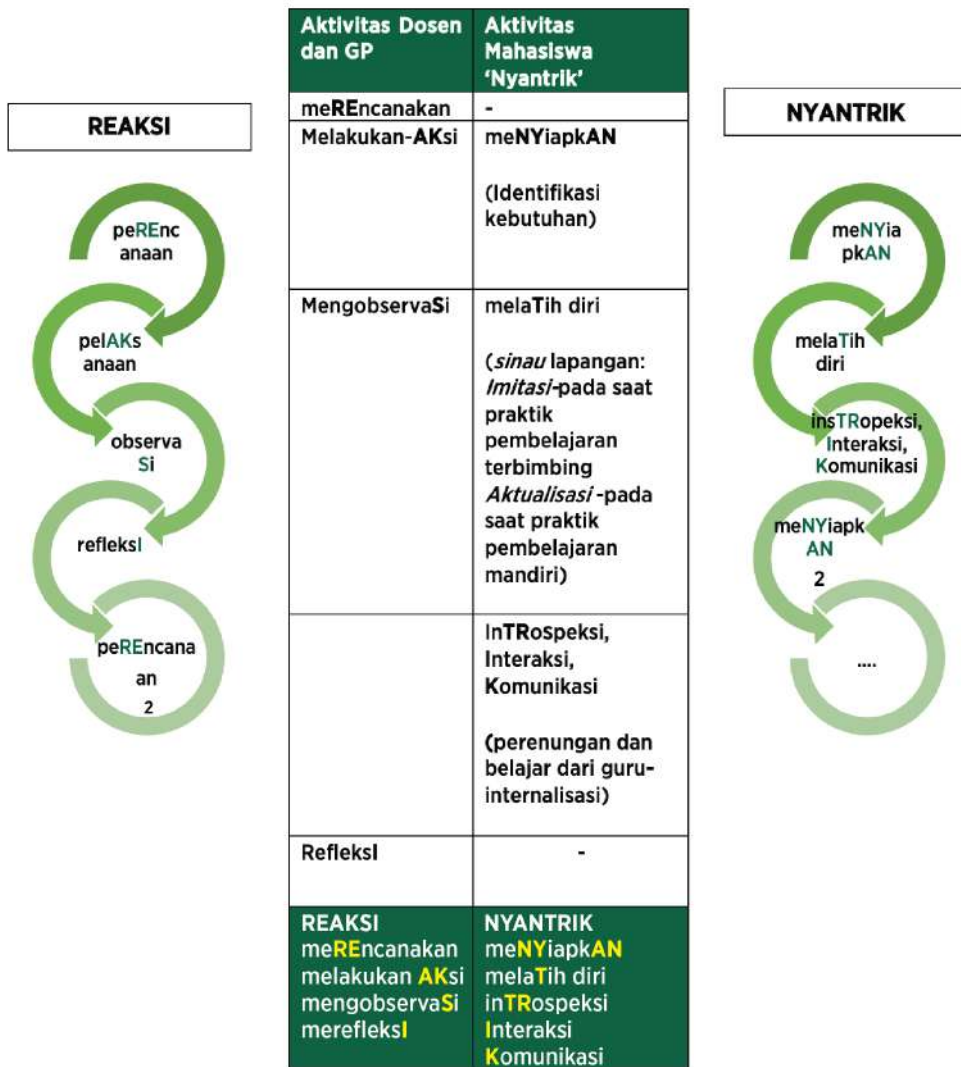 REAKSI
peREnc
anaan
pelAKs
anaan
observa
Si
refleksI
peREncana
an
2
Aktivitas Dosen
dan GP
Aktivitas
Mahasiswa
‘Nyantrik’
meREncanakan
-
Melakukan-AKsi
meNYiapkAN
(Identifikasi
kebutuhan)
MengobservaSi
melaTih diri
(sinau lapangan:
Imitasi-pada saat
praktik
pembelajaran
terbimbing
Aktualisasi -pada
saat praktik
pembelajaran
mandiri)
InTRospeksi,
Interaksi,
Komunikasi
(perenungan dan
belajar dari guru-
internalisasi)
RefleksI
-
REAKSI
meREncanakan
melakukan AKsi
mengobservaSi
merefleksI
NYANTRIK
meNYiapkAN
melaTih diri
inTRospeksi
Interaksi
Komunikasi
NYANTRIK
meNYia
pkAN
melaTih
diri
insTRopeksi,
Interaksi,
Komunikasi
meNYiapk
AN
2
....